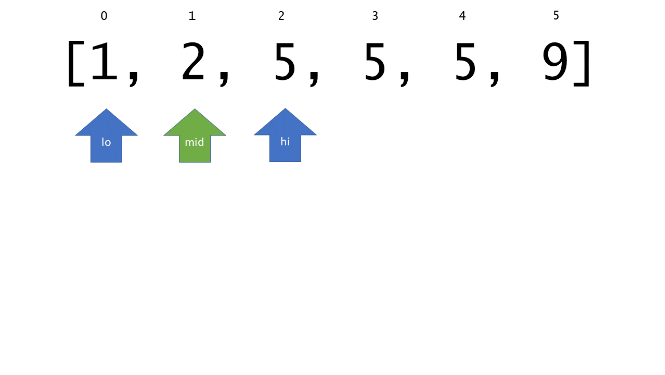 0 1 2 3 4 5
[1, 2, 5, 5, 5, 9]
lo mid hi